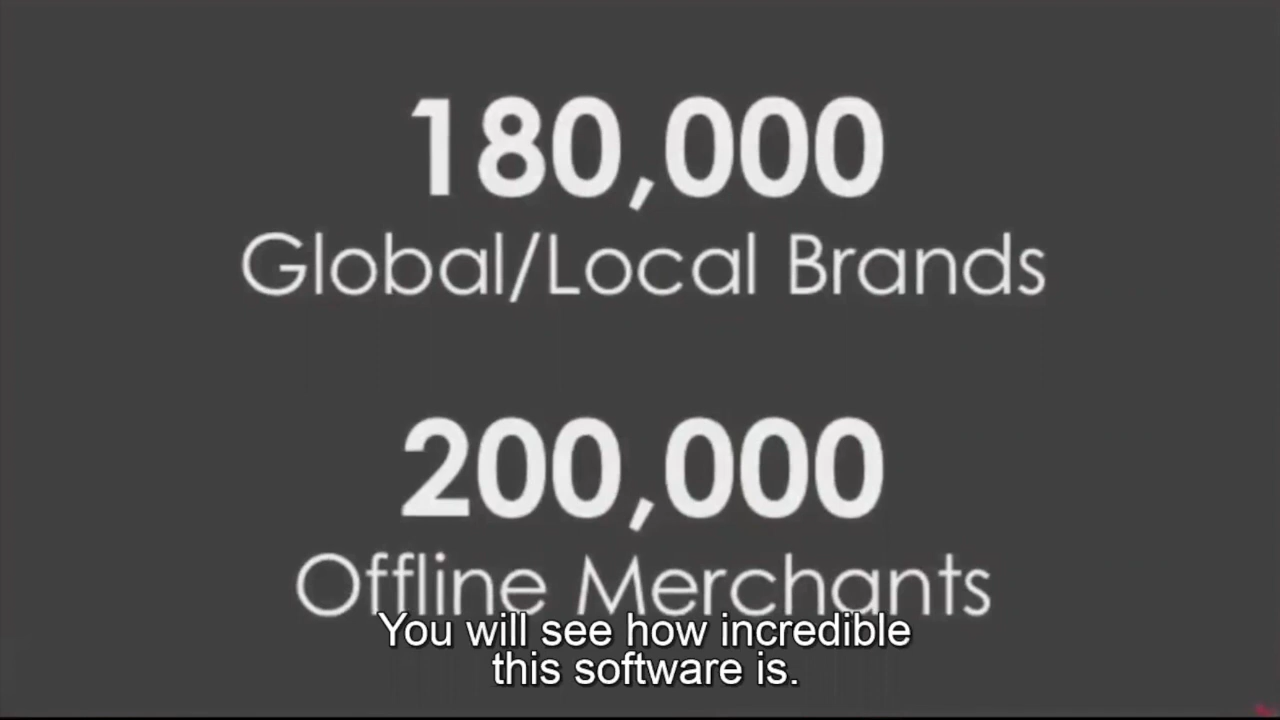 180,000
Global/Local Brands
200,000
Offline Merchants
You will see how incredible
this software is.